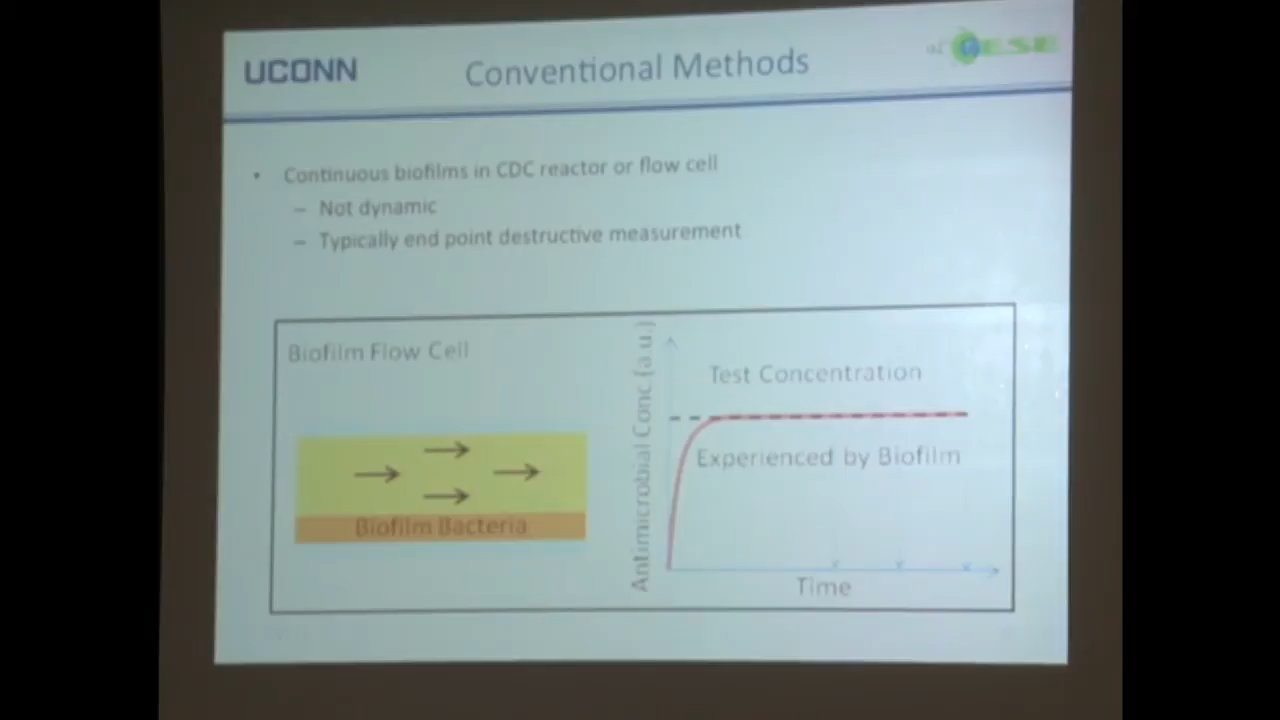 UCONN
Conventional Methods
• Continuous biofilms in CDC reactor or flow cell
– Not dynamic
– Typically end point destructive measurement
Biofilm Flow Cell
Biofilm Bacteria
Antimicrobial Conc.(a.u.)
Test Concentration
Experienced by Biofilm
Time